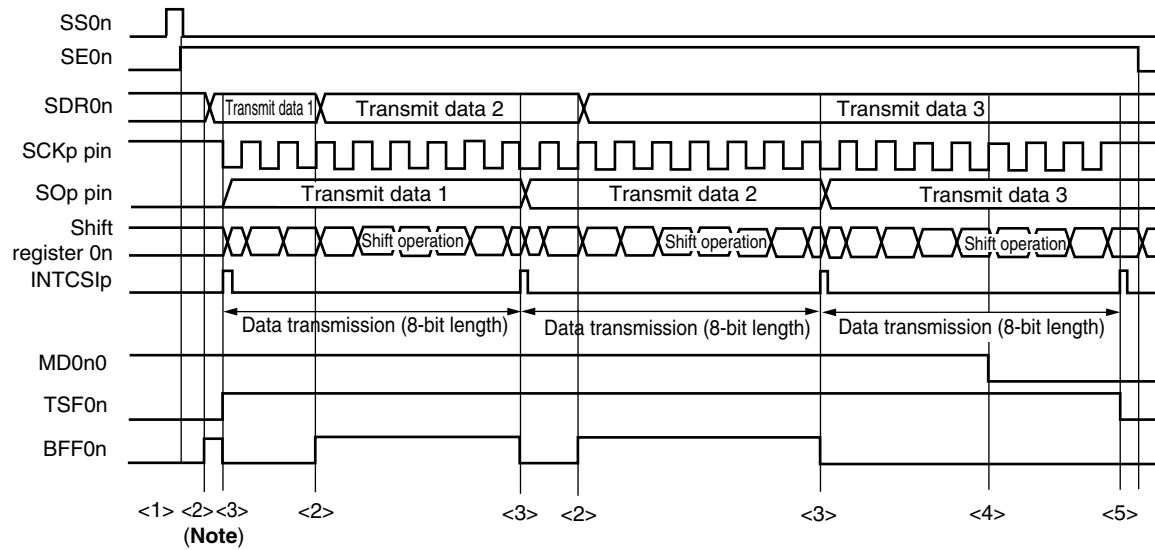 SS0n
SE0n
SDR0n
Transmit data 1
Transmit data 2
Transmit data 3
SCKp pin
SOp pin
Transmit data 1
Transmit data 2
Transmit data 3
Shift
register 0n
Shift operation
Shift operation
Shift operation
INTCSIp
Data transmission (8-bit length)
Data transmission (8-bit length)
Data transmission (8-bit length)
MD0n0
TSF0n
BFF0n
<1> <2> <3> <2> <3> <2> <3> <4> <5>
(Note)